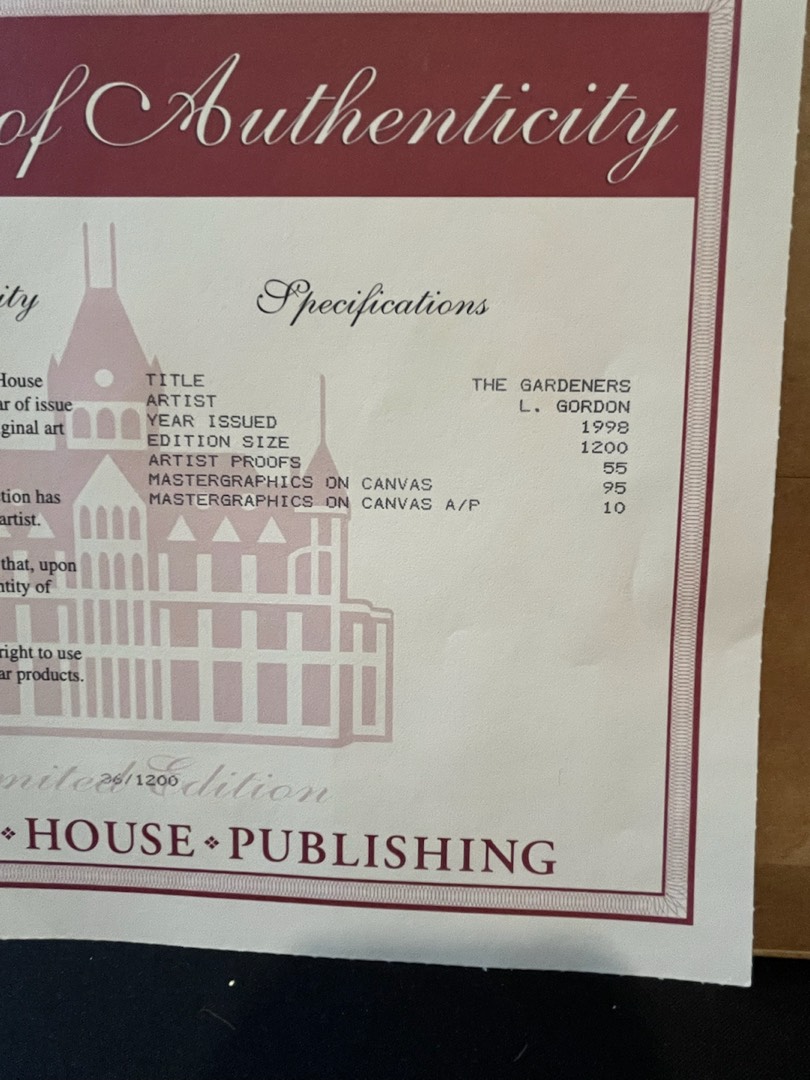 of Authenticity
ity
Specifications
House
ar of issue
ginal art
tion has
artist.
that, upon
ntity of
right to use
ar products.
TITLE THE GARDENERS
ARTIST L. GORDON
YEAR ISSUED 1998
EDITION SIZE 1200
ARTIST PROOFS 55
MASTERGRAPHICS ON CANVAS 95
MASTERGRAPHICS ON CANVAS A/P 10
mited Edition
26/1200
HOUSE PUBLISHING